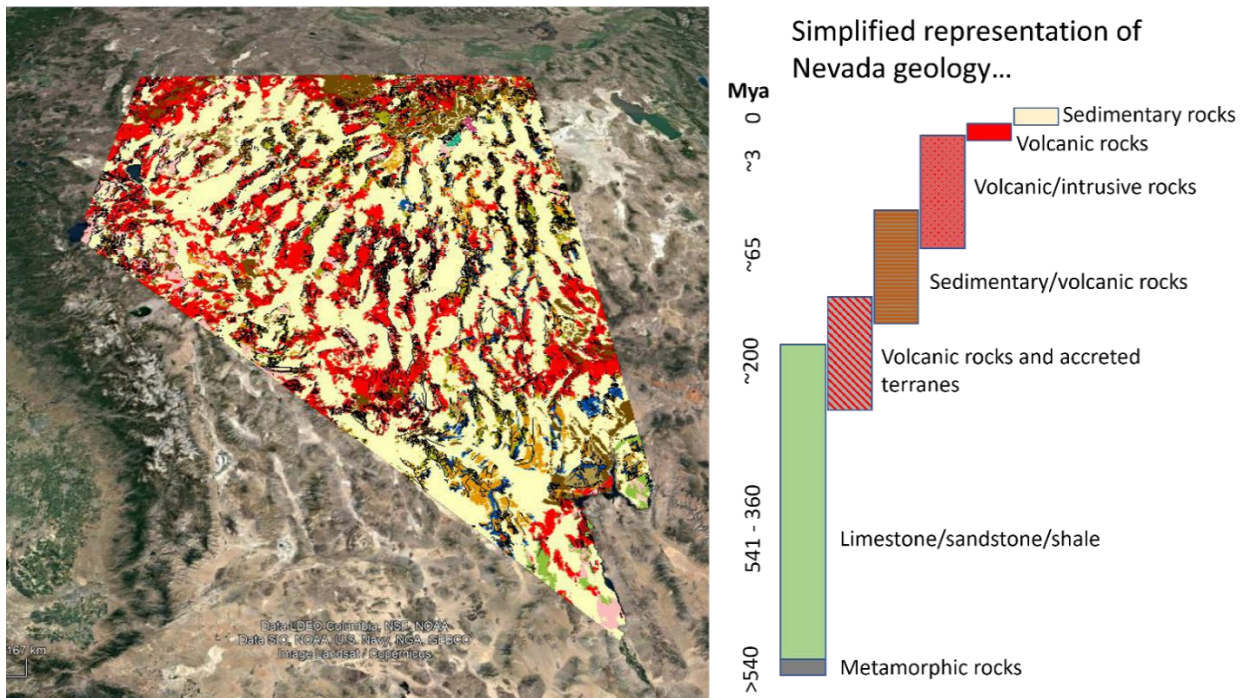 Simplified representation of
Nevada geology…
Mya
0
~3
~65
~200
541 - 360
>540
Sedimentary rocks
Volcanic rocks
Volcanic/intrusive rocks
Sedimentary/volcanic rocks
Volcanic rocks and accreted
terranes
Limestone/sandstone/shale
Metamorphic rocks
Data LDEO-Columbia, NSF, NOAA
Data SIO, NOAA, U.S. Navy, NGA, GEBCO
Image Landsat / Copernicus
167 km